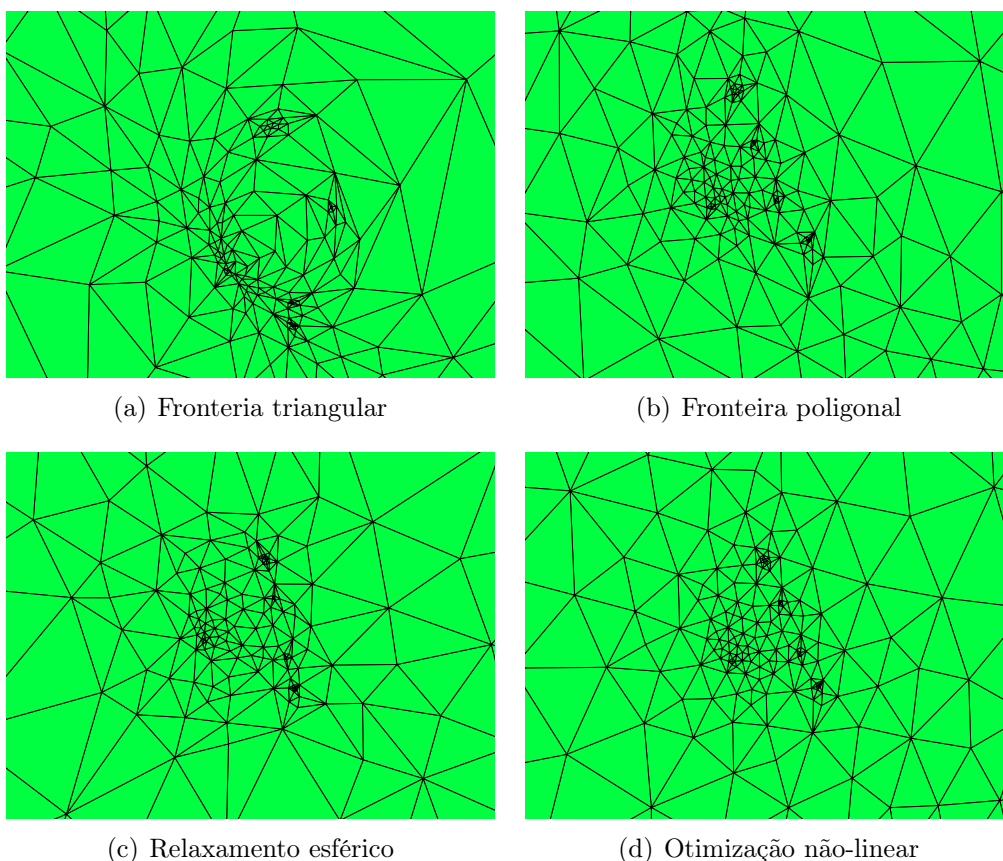 (a) Fronteria triangular
(b) Fronteira poligonal
(c) Relaxamento esférico
(d) Otimização não-linear